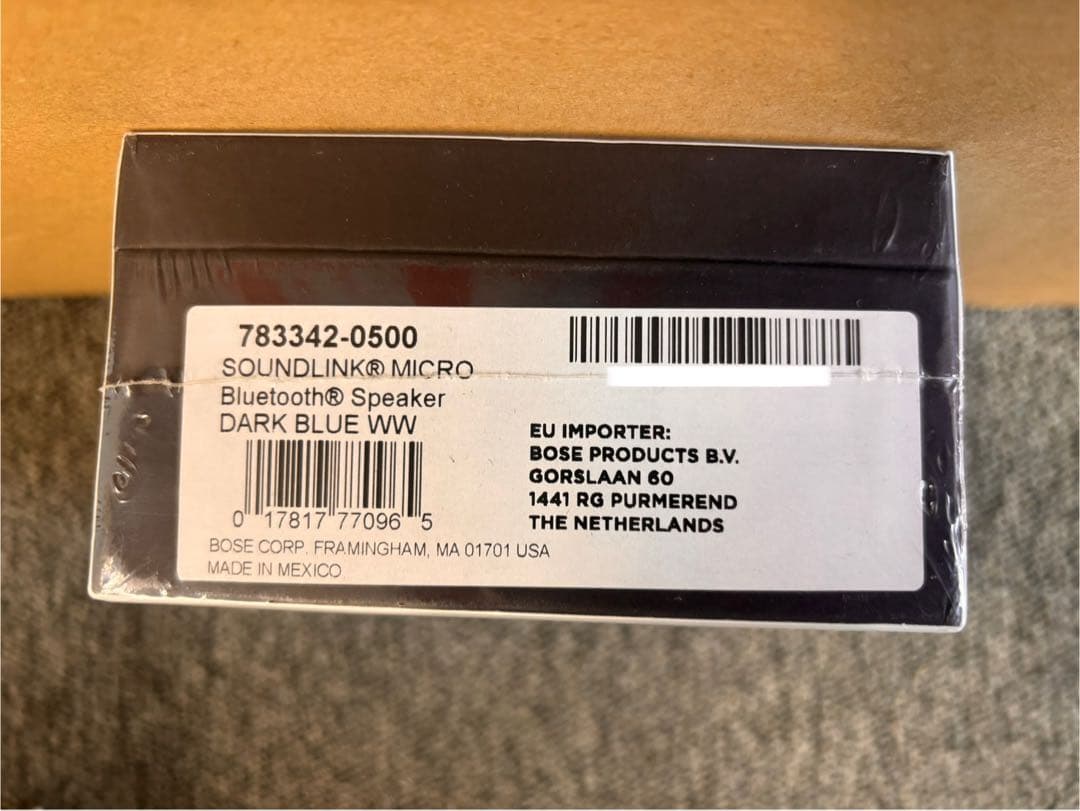 783342-0500
SOUNDLINK® MICRO
Bluetooth® Speaker
DARK BLUE WW
0 17817 77096 5
BOSE CORP. FRAMINGHAM, MA 01701 USA
MADE IN MEXICO
EU IMPORTER:
BOSE PRODUCTS B.V.
GORSLAAN 60
1441 RG PURMEREND
THE NETHERLANDS